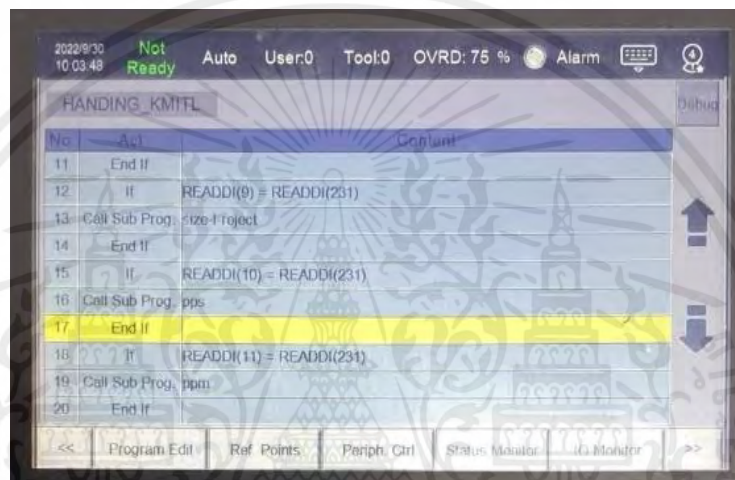 2022/9/30 Not Auto User:0 Tool:0 OVRD: 75 % Alarm 4
10 03:48 Ready
HANDING_KMITL Debug
No Act Content
11 End If
12 If READDI(9) = READDI(231)
13 Call Sub Prog.
14 End If
15 If READDI(10) = READDI(231)
16 Call Sub Prog. pps
17 End If
18 If READDI(11) = READDI(231)
19 Call Sub Prog. ppm
20 End If
<< Program Edit Ref Points Periph. Ctrl Status Monitor IO Monitor >>